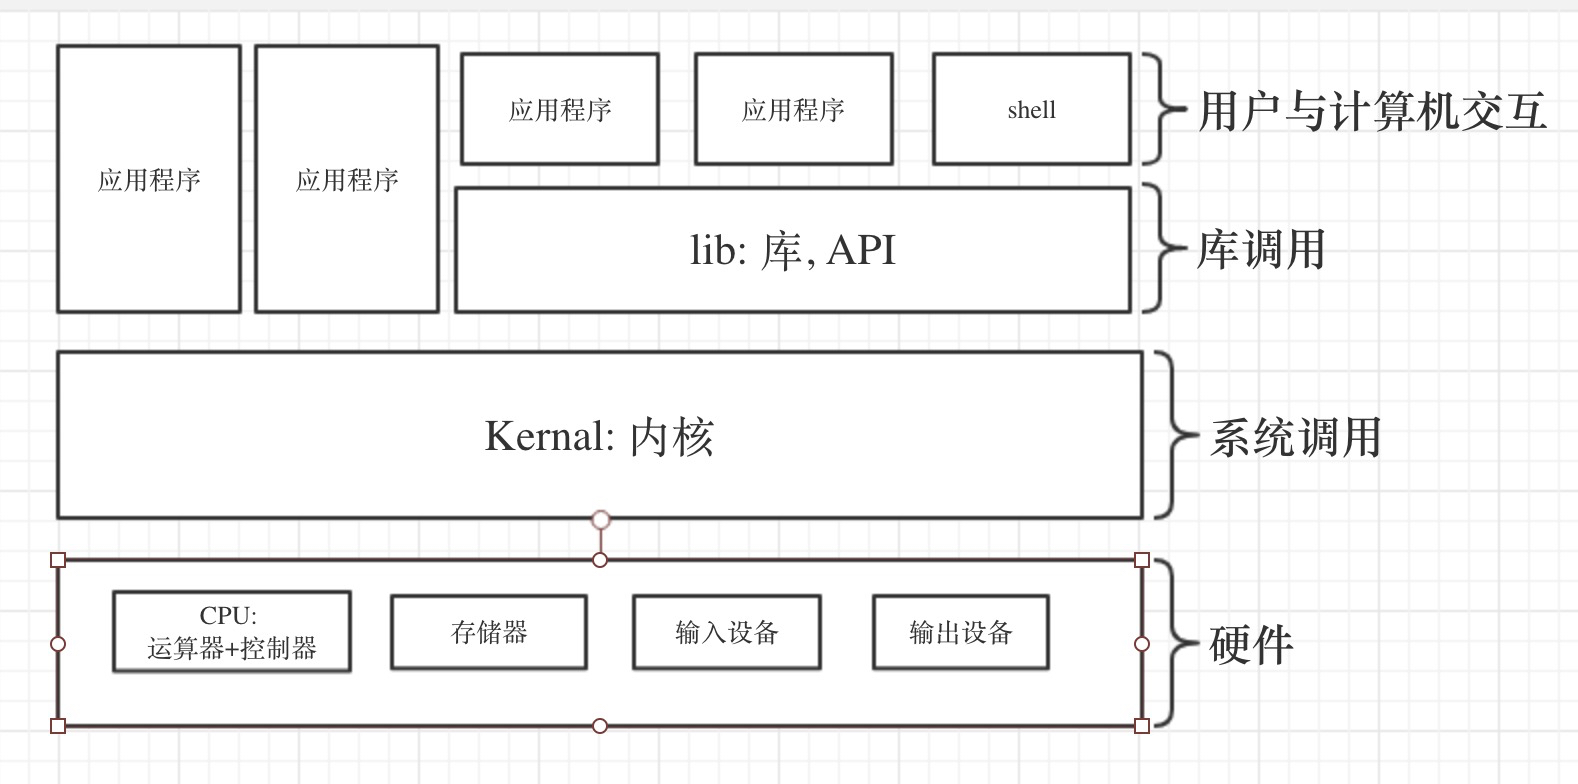 应用程序
应用程序
应用程序
应用程序
shell
用户与计算机交互
lib: 库, API
库调用
Kernal: 内核
系统调用
CPU:
运算器+控制器
存储器
输入设备
输出设备
硬件